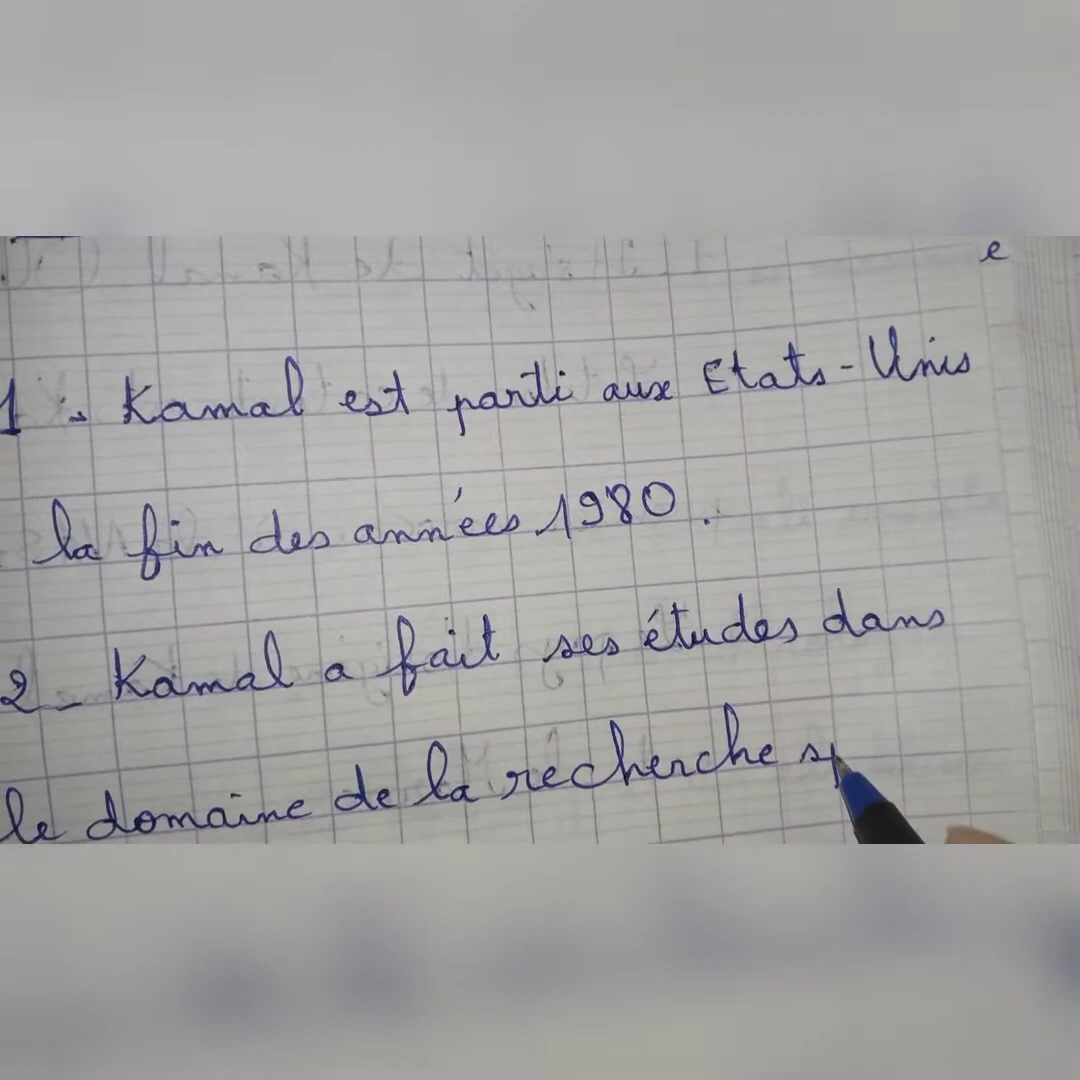 e
1- Kamal est parti aux Etats-Unis
la fin des années 1980.
2- Kamal a fait ses études dans
le domaine de la récherche